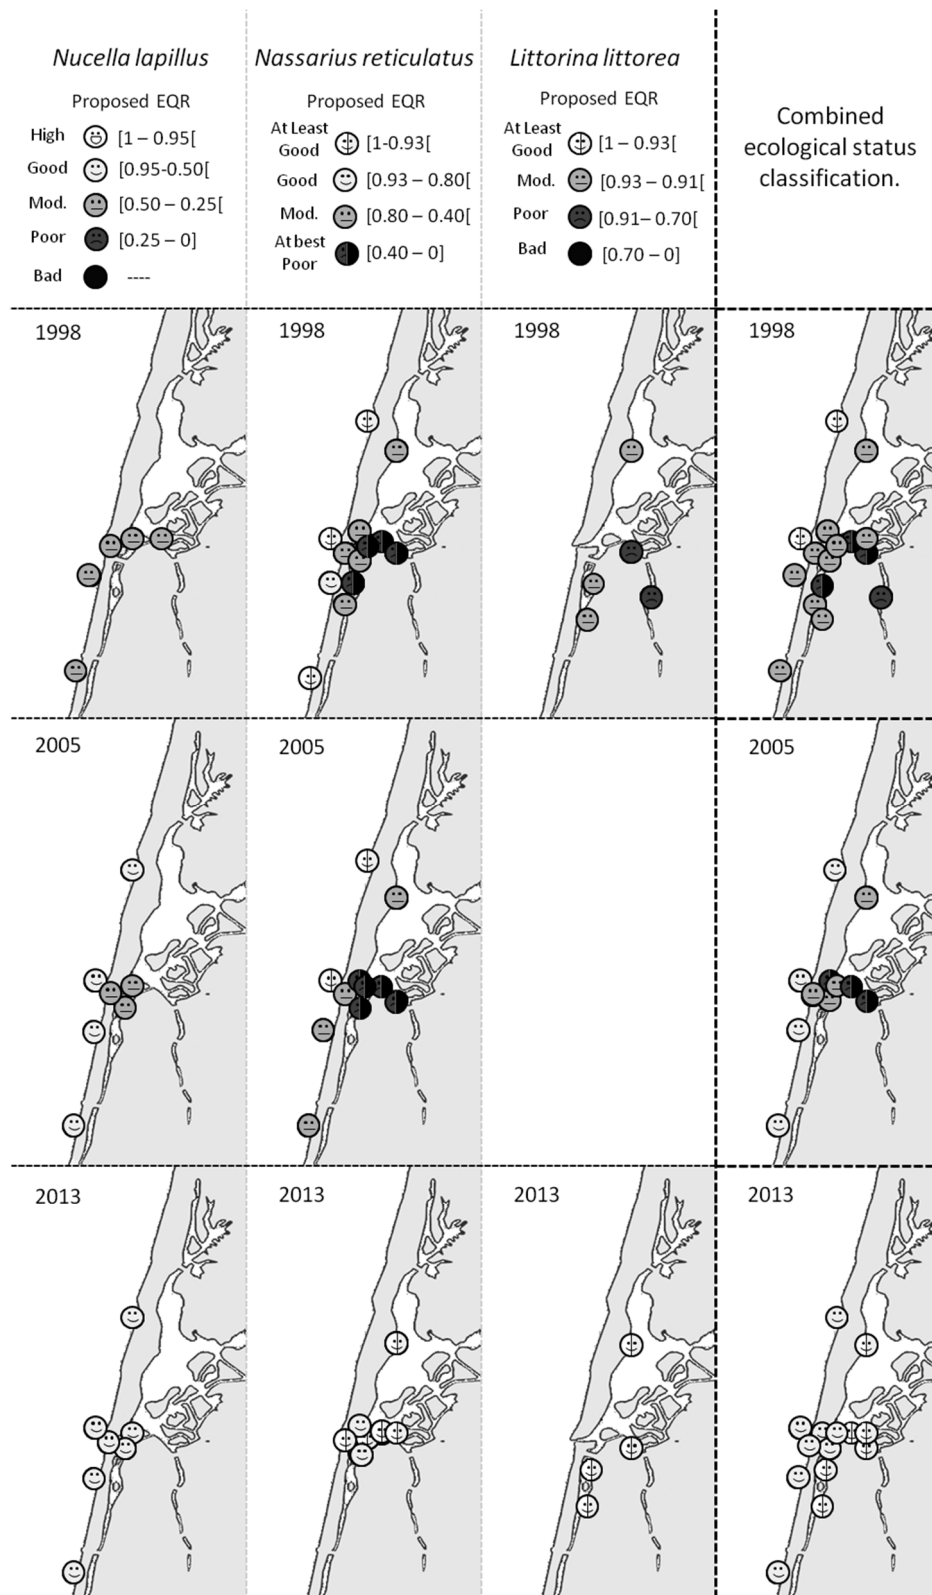 Nucella lapillus
Proposed EQR
High [1 – 0.95[
Good [0.95-0.50[
Mod. [0.50 – 0.25[
Poor [0.25 – 0]
Bad ----
Nassarius reticulatus
Proposed EQR
At Least
Good [1-0.93[
Good [0.93 – 0.80[
Mod. [0.80 – 0.40[
At best
Poor [0.40 – 0]
Littorina littorea
Proposed EQR
At Least
Good [1 – 0.93[
Mod. [0.93 – 0.91[
Poor [0.91– 0.70[
Bad [0.70 – 0]
Combined
ecological status
classification.
1998
1998
1998
1998
2005
2005
2005
2013
2013
2013
2013